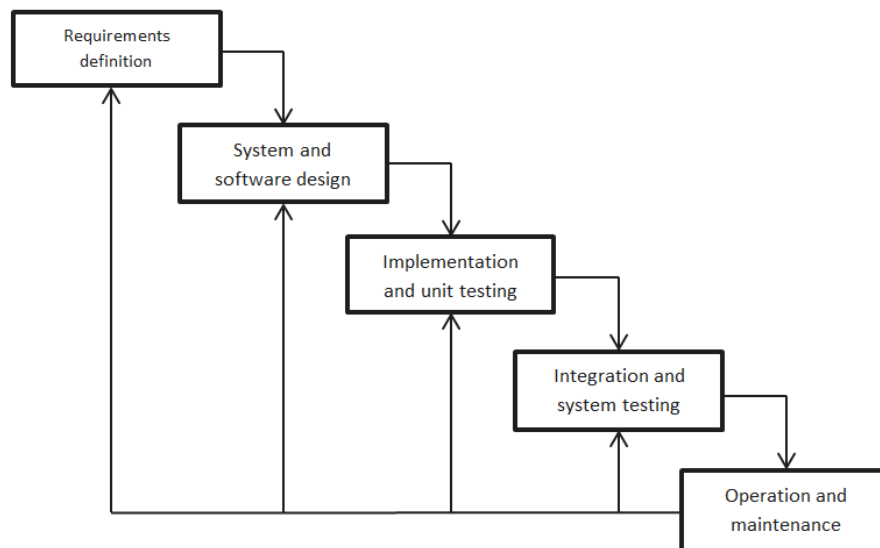 Requirements
definition
System and
software design
Implementation
and unit testing
Integration and
system testing
Operation and
maintenance